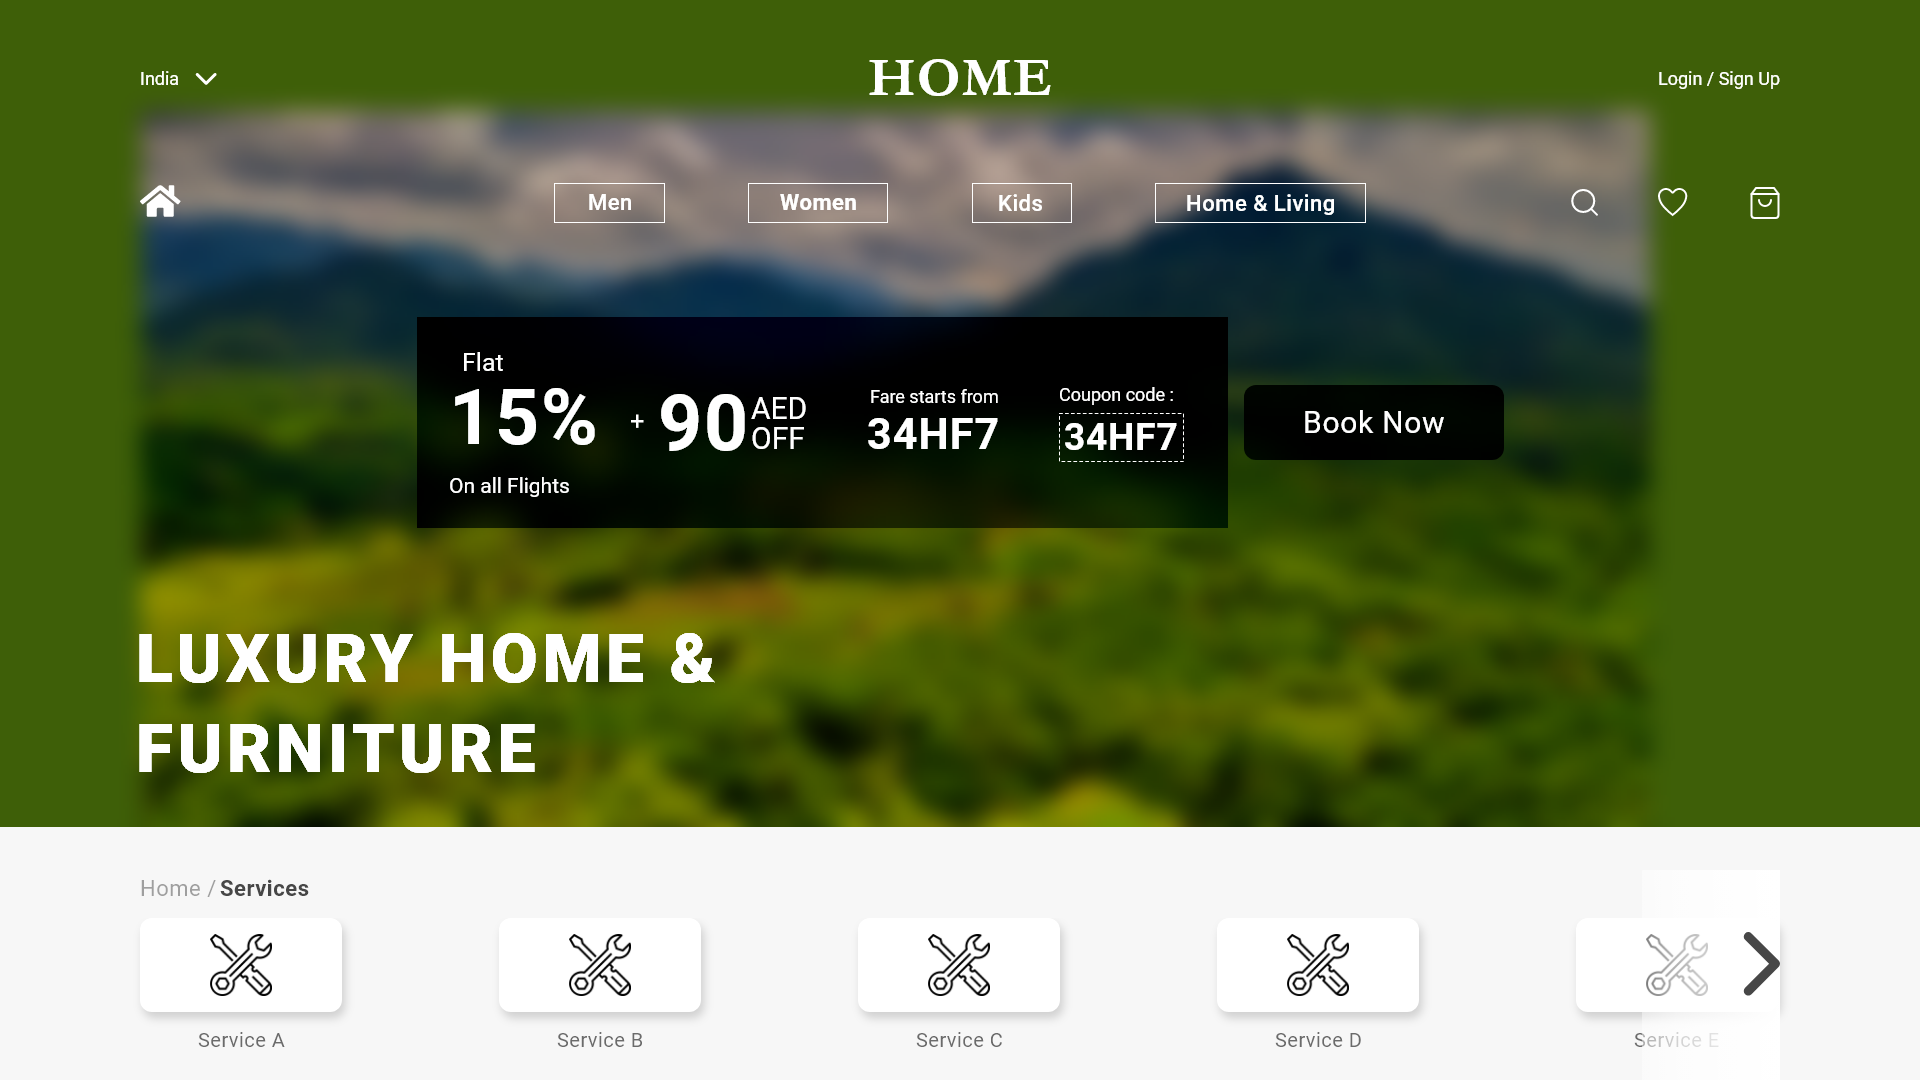 India
HOME
Login / Sign Up
Men
Women
Kids
Home & Living
Flat
15% + 90 AED OFF
On all Flights
Fare starts from
34HF7
Coupon code :
34HF7
Book Now
LUXURY HOME &
FURNITURE
Home / Services
Service A
Service B
Service C
Service D
Service E